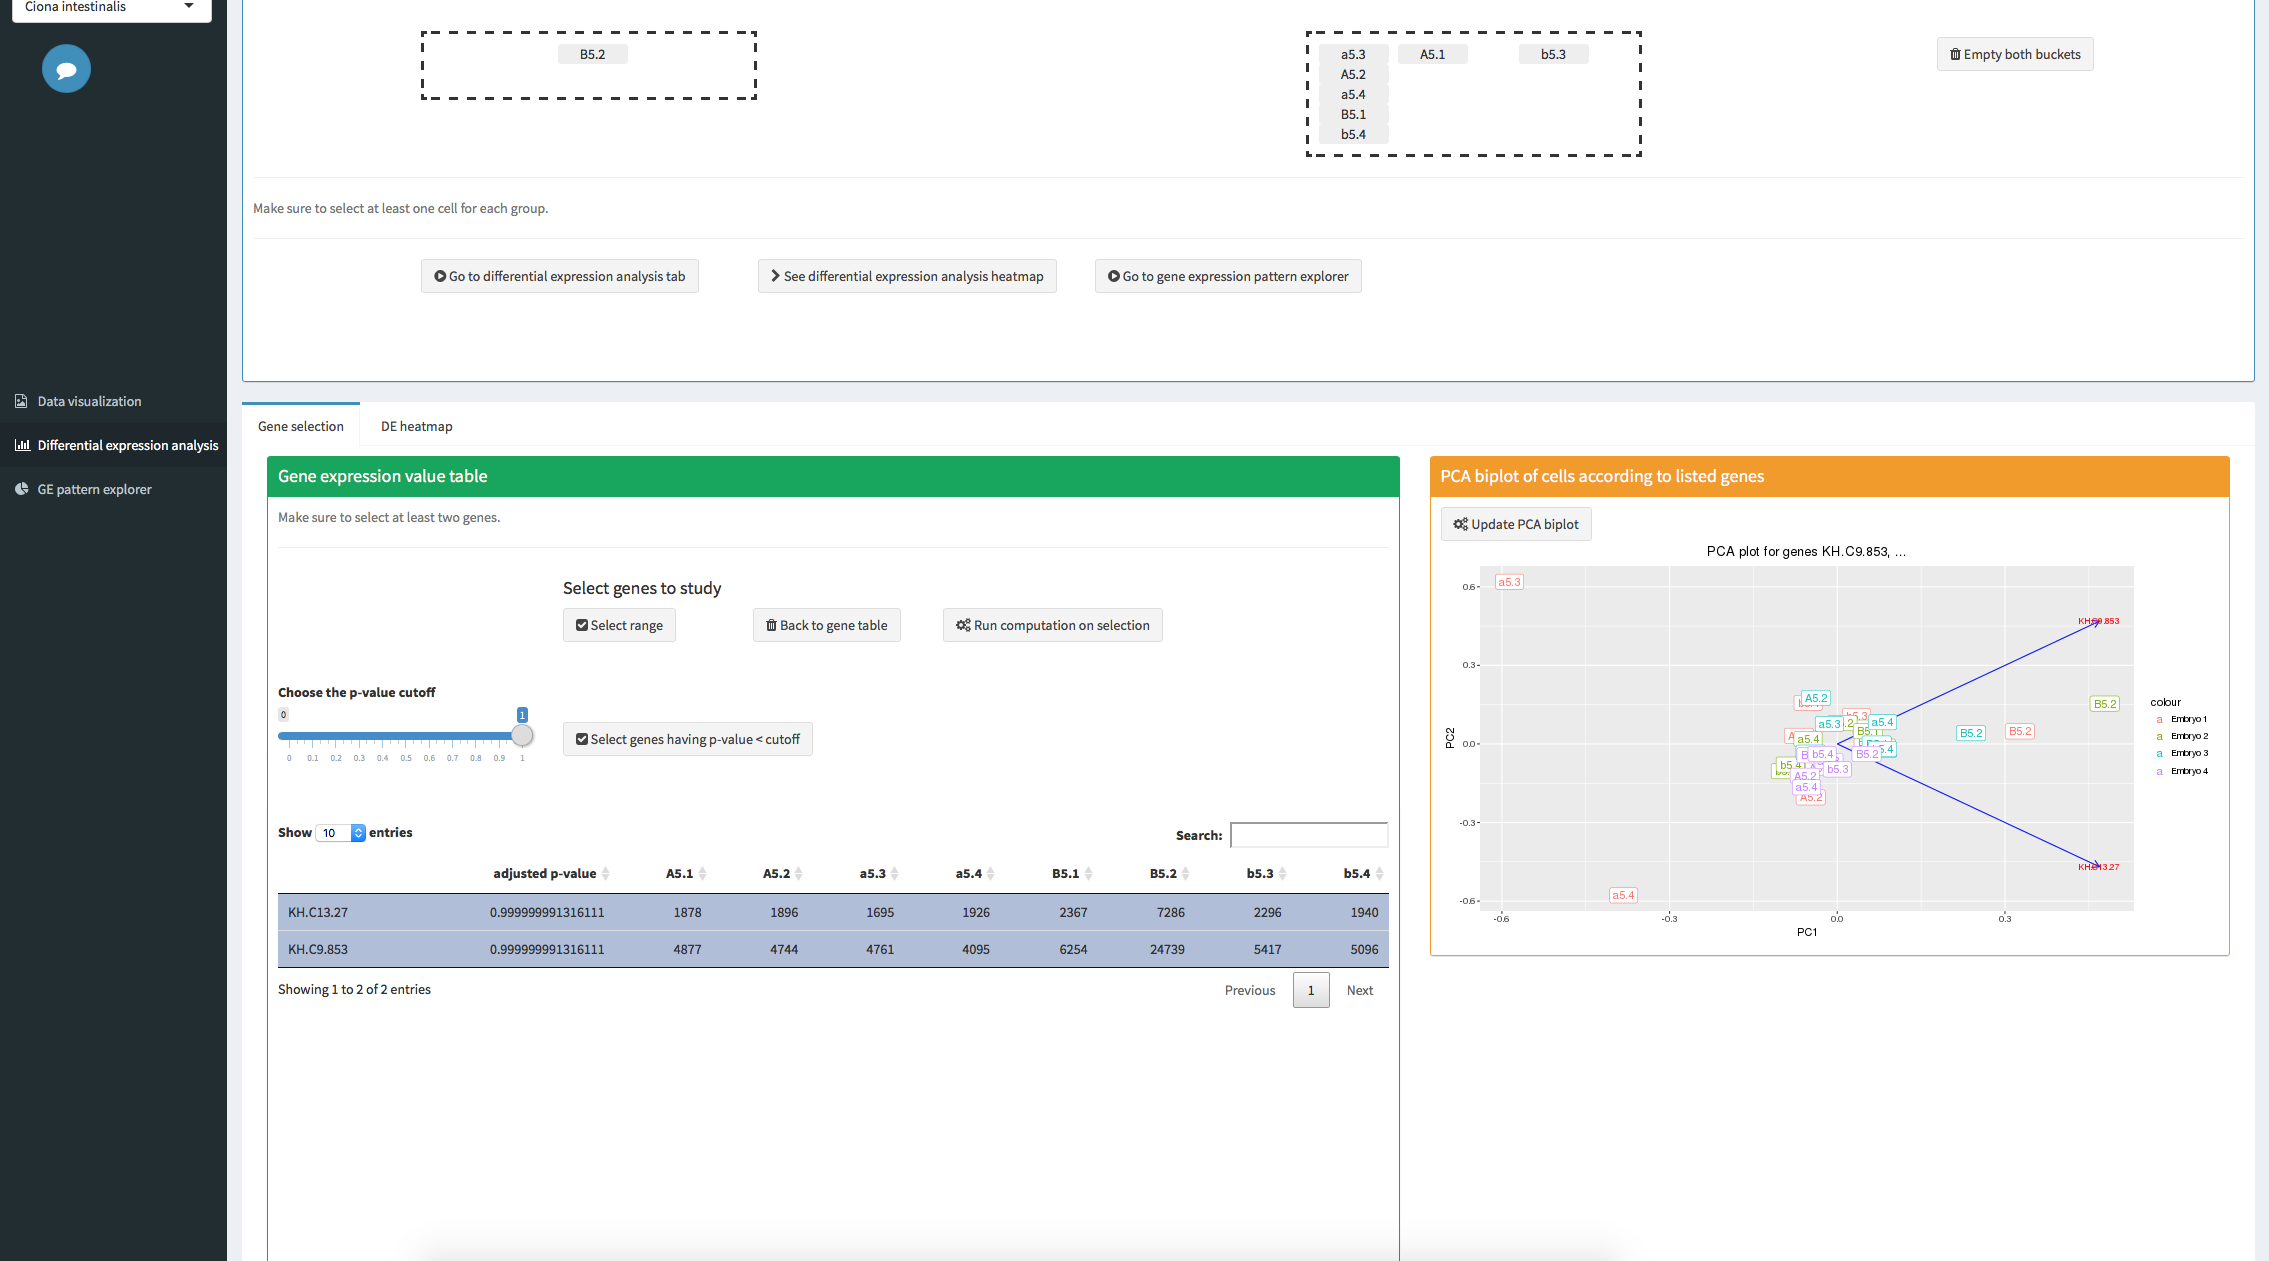 Ciona intestinalis
B5.2
a5.3 A5.1 b5.3
A5.2
a5.4
B5.1
b5.4
Empty both buckets
Make sure to select at least one cell for each group.
Go to differential expression analysis tab
See differential expression analysis heatmap
Go to gene expression pattern explorer
Data visualization
Differential expression analysis
GE pattern explorer
Gene selection DE heatmap
Gene expression value table
Make sure to select at least two genes.
Select genes to study
Select range
Back to gene table
Run computation on selection
Choose the p-value cutoff
0 1
0 0.1 0.2 0.3 0.4 0.5 0.6 0.7 0.8 0.9 1
Select genes having p-value < cutoff
Show 10 entries
Search:
adjusted p-value A5.1 A5.2 a5.3 a5.4 B5.1 B5.2 b5.3 b5.4
KH.C13.27 0.999999991316111 1878 1896 1695 1926 2367 7286 2296 1940
KH.C9.853 0.999999991316111 4877 4744 4761 4095 6254 24739 5417 5096
Showing 1 to 2 of 2 entries
Previous 1 Next
PCA biplot of cells according to listed genes
Update PCA biplot
PCA plot for genes KH.C9.853, ...
0.6
0.3
0.0
-0.3
-0.6
PC2
a5.3
KH.C9.853
B5.2
A5.2
b5.3
a5.3
a5.4
B5.1
B5.2
B5.2
a5.4
b5.4
B5.2
b5.4
b5.3
A5.2
a5.4
A5.2
KH.C13.27
a5.4
-0.6 -0.3 0.0 0.3
PC1
colour
a Embryo 1
a Embryo 2
a Embryo 3
a Embryo 4